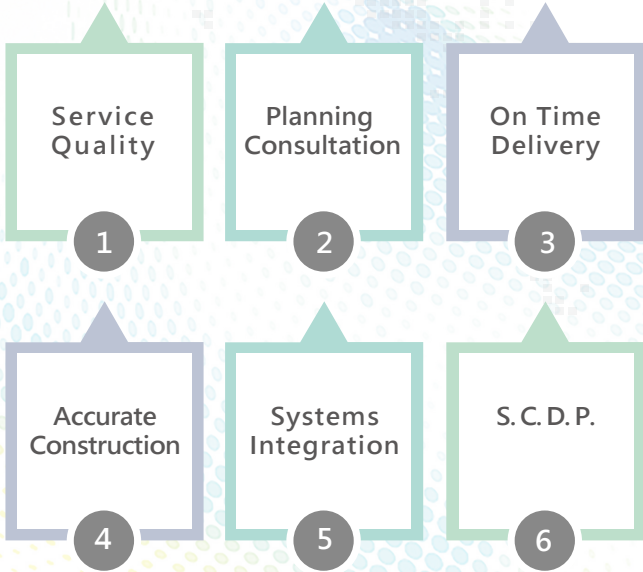 Service
Quality
1
Planning
Consultation
2
On Time
Delivery
3
Accurate
Construction
4
Systems
Integration
5
S.C.D.P.
6